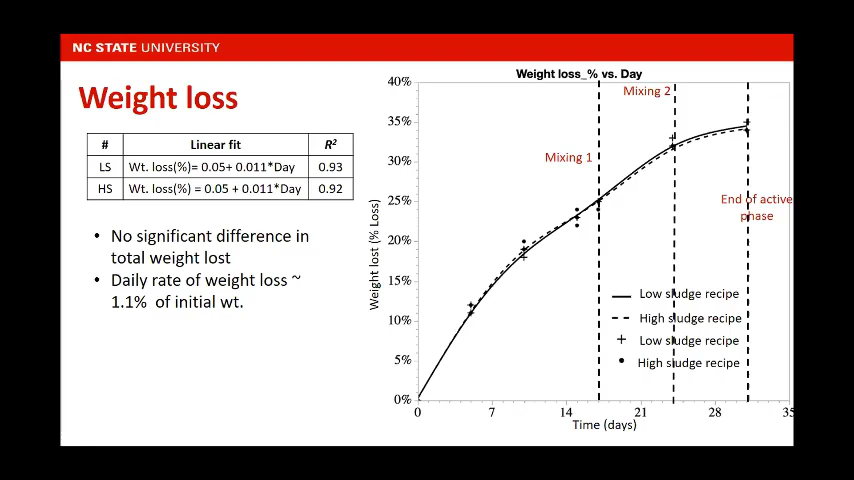 NC STATE UNIVERSITY
Weight loss
# Linear fit R²
LS Wt. loss(%)= 0.05+ 0.011*Day 0.93
HS Wt. loss(%) = 0.05 + 0.011*Day 0.92
• No significant difference in
total weight lost
• Daily rate of weight loss ~
1.1% of initial wt.
Weight loss_% vs. Day
Weight lost (% Loss)
40%
35%
30%
25%
20%
15%
10%
5%
0%
Mixing 2
Mixing 1
End of active
phase
Low sludge recipe
High sludge recipe
Low sludge recipe
High sludge recipe
0 7 14 21 28 35
Time (days)